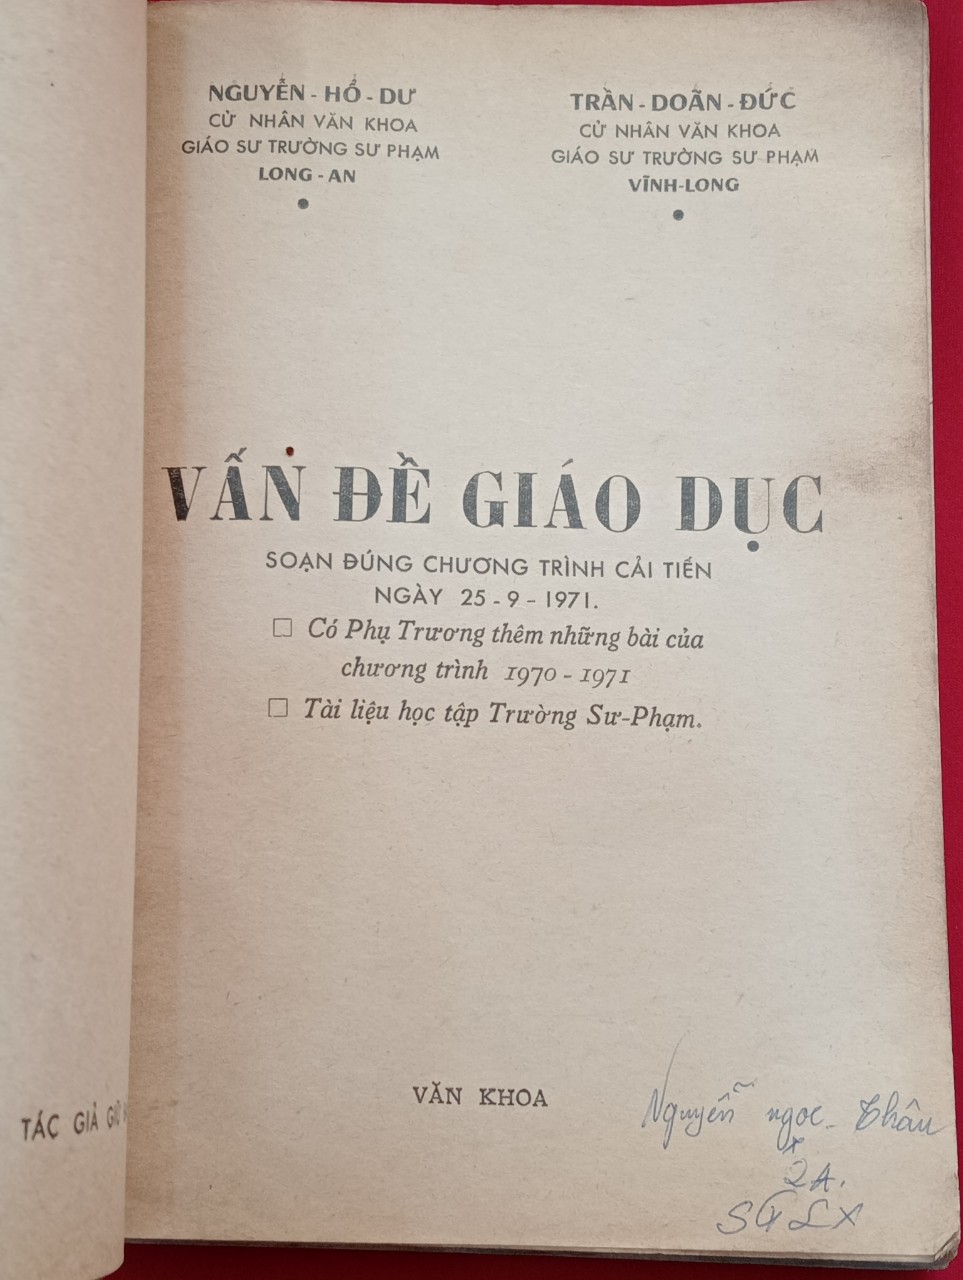 NGUYỄN - HỒ - DƯ
CỬ NHÂN VĂN KHOA
GIÁO SƯ TRƯỜNG SƯ PHẠM
LONG - AN
TRẦN - DOÃN - ĐỨC
CỬ NHÂN VĂN KHOA
GIÁO SƯ TRƯỜNG SƯ PHẠM
VĨNH-LONG
VẤN ĐỀ GIÁO DỤC
SOẠN ĐÚNG CHƯƠNG TRÌNH CẢI TIẾN
NGÀY 25 - 9 - 1971.
Có Phụ Trương thêm những bài của
chương trình 1970 - 1971
Tài liệu học tập Trường Sư-Phạm.
VĂN KHOA
TÁC GIẢ GIỮ
Nguyễn ngọc - Thâu
2A.
SGLX